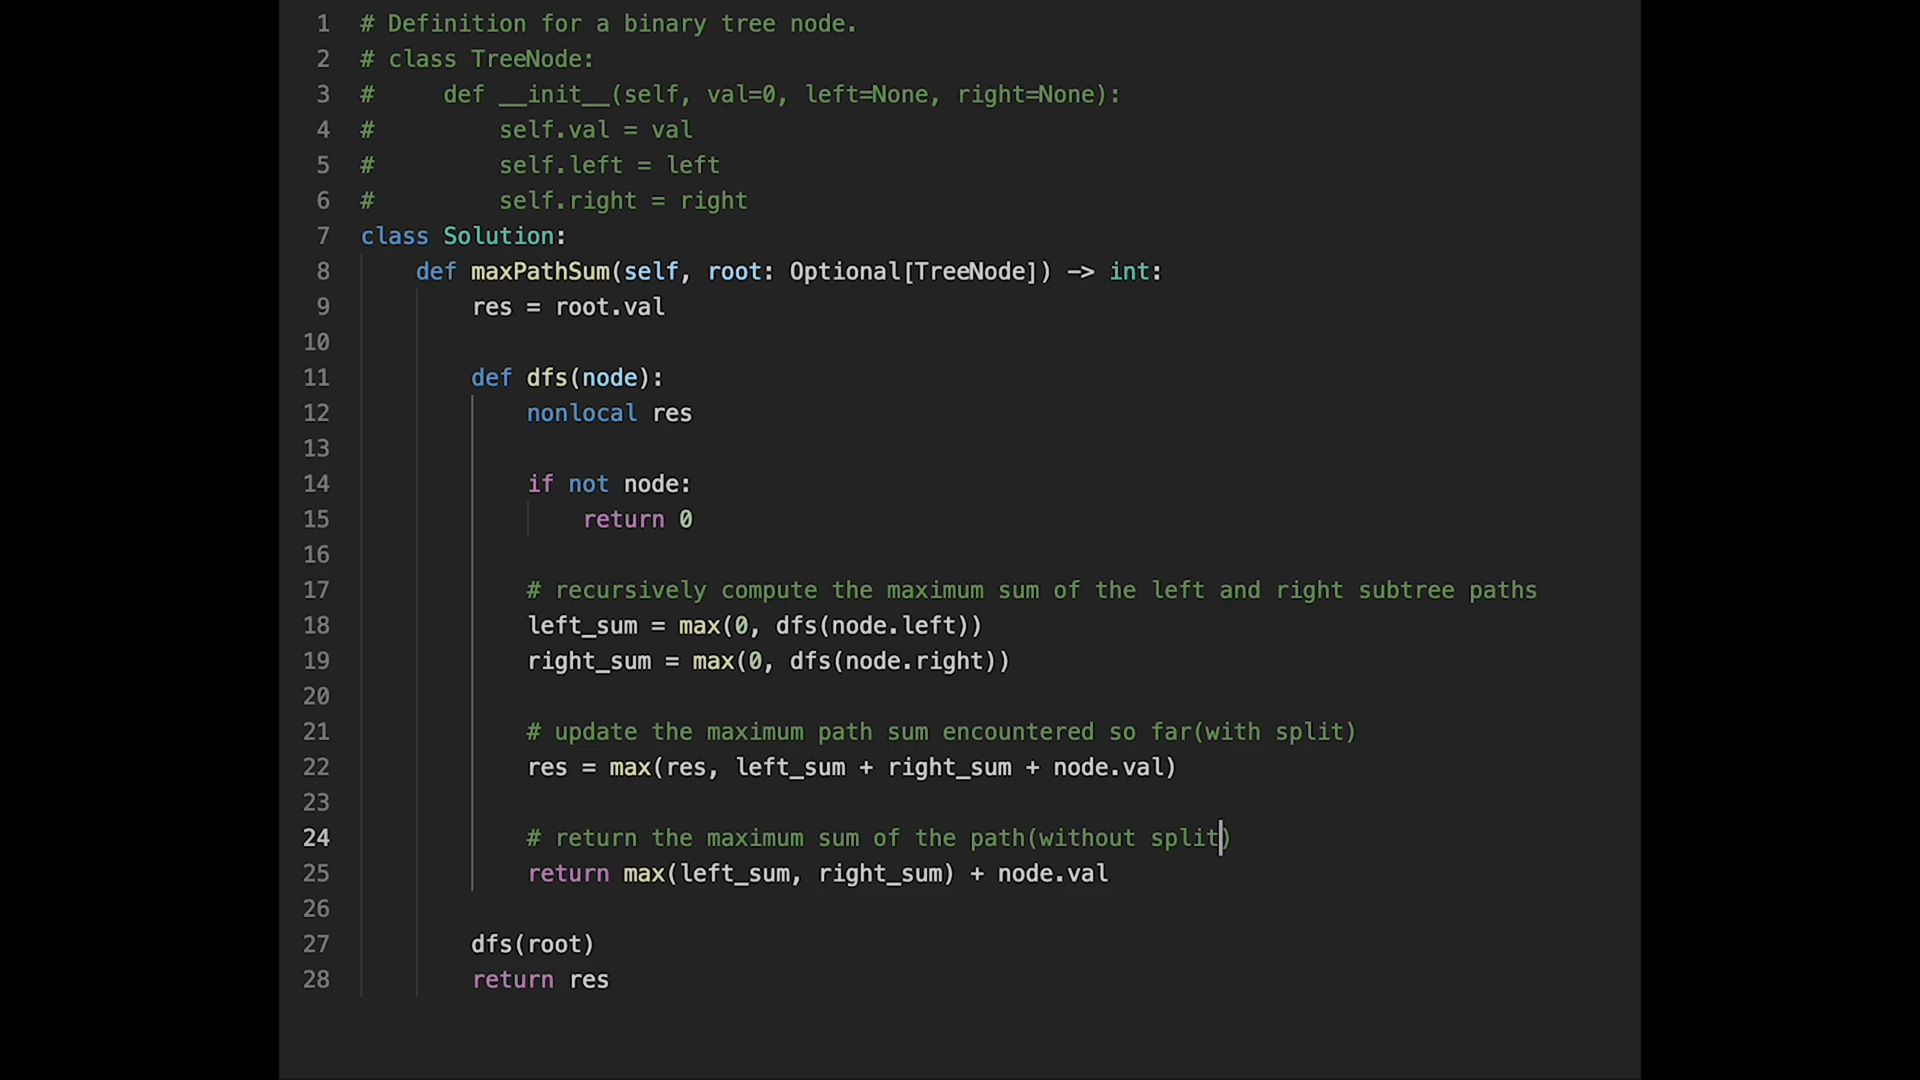 1 # Definition for a binary tree node.
2 # class TreeNode:
3 #     def __init__(self, val=0, left=None, right=None):
4 #         self.val = val
5 #         self.left = left
6 #         self.right = right
7 class Solution:
8     def maxPathSum(self, root: Optional[TreeNode]) -> int:
9         res = root.val
10
11         def dfs(node):
12             nonlocal res
13
14             if not node:
15                 return 0
16
17             # recursively compute the maximum sum of the left and right subtree paths
18             left_sum = max(0, dfs(node.left))
19             right_sum = max(0, dfs(node.right))
20
21             # update the maximum path sum encountered so far(with split)
22             res = max(res, left_sum + right_sum + node.val)
23
24             # return the maximum sum of the path(without split)
25             return max(left_sum, right_sum) + node.val
26
27         dfs(root)
28         return res